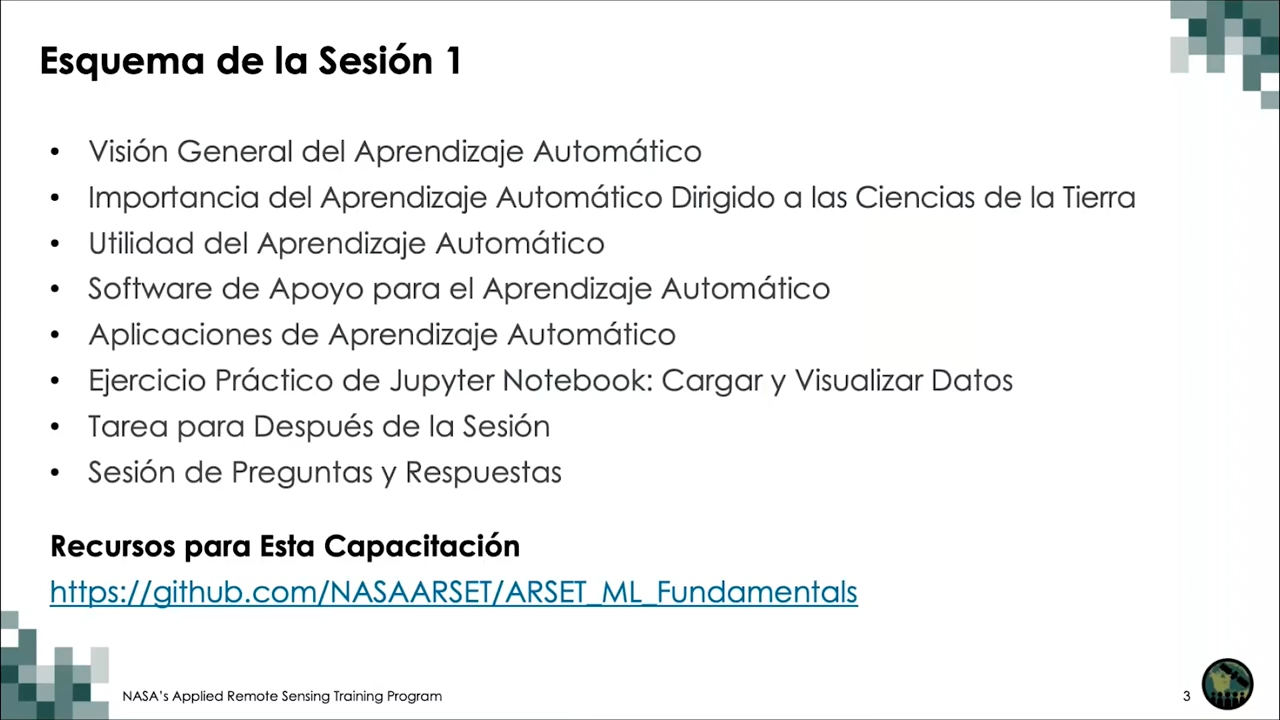 Esquema de la Sesión 1
• Visión General del Aprendizaje Automático
• Importancia del Aprendizaje Automático Dirigido a las Ciencias de la Tierra
• Utilidad del Aprendizaje Automático
• Software de Apoyo para el Aprendizaje Automático
• Aplicaciones de Aprendizaje Automático
• Ejercicio Práctico de Jupyter Notebook: Cargar y Visualizar Datos
• Tarea para Después de la Sesión
• Sesión de Preguntas y Respuestas
Recursos para Esta Capacitación
https://github.com/NASAARSET/ARSET_ML_Fundamentals
NASA's Applied Remote Sensing Training Program
3